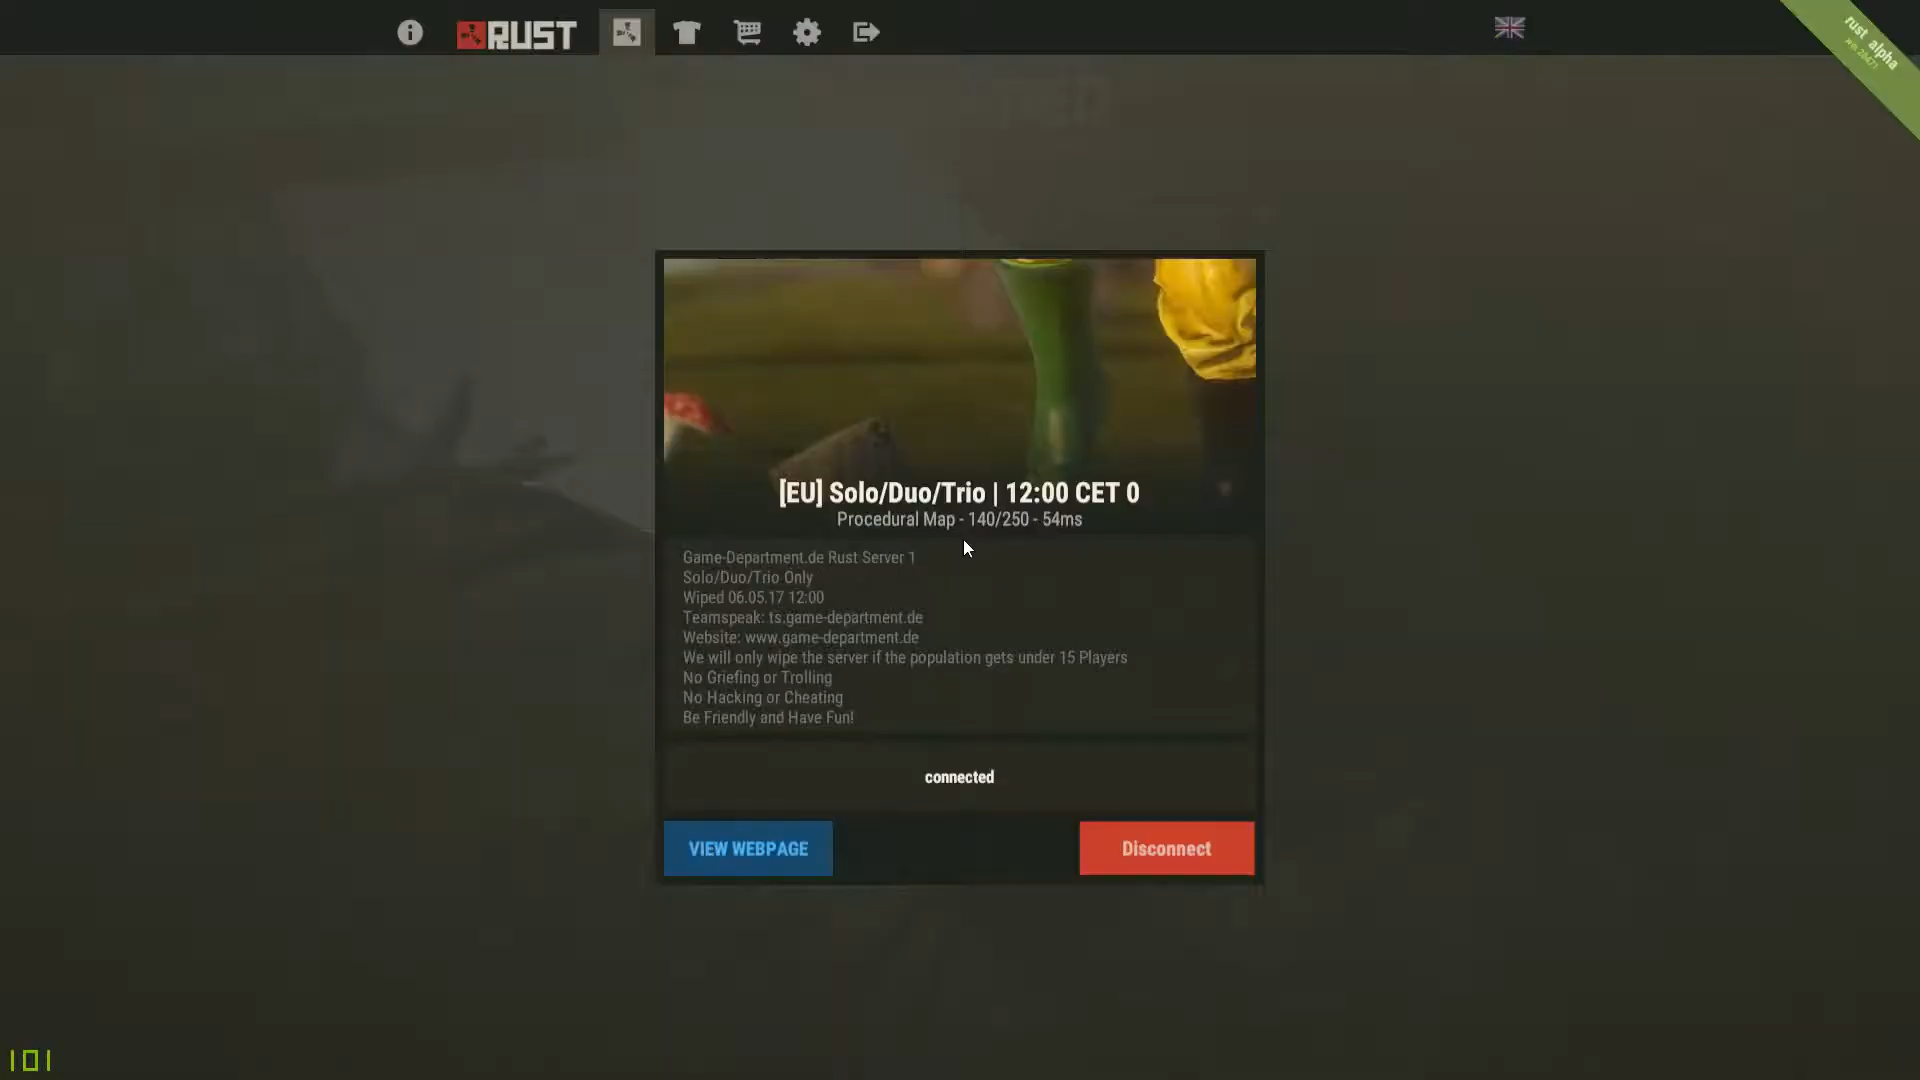 RUST
rust alpha
[EU] Solo/Duo/Trio | 12:00 CET 0
Procedural Map - 140/250 - 54ms
Game-Department.de Rust Server 1
Solo/Duo/Trio Only
Wiped 06.05.17 12:00
Teamspeak: ts.game-department.de
Website: www.game-department.de
We will only wipe the server if the population gets under 15 Players
No Griefing or Trolling
No Hacking or Cheating
Be Friendly and Have Fun!
connected
VIEW WEBPAGE
Disconnect
101